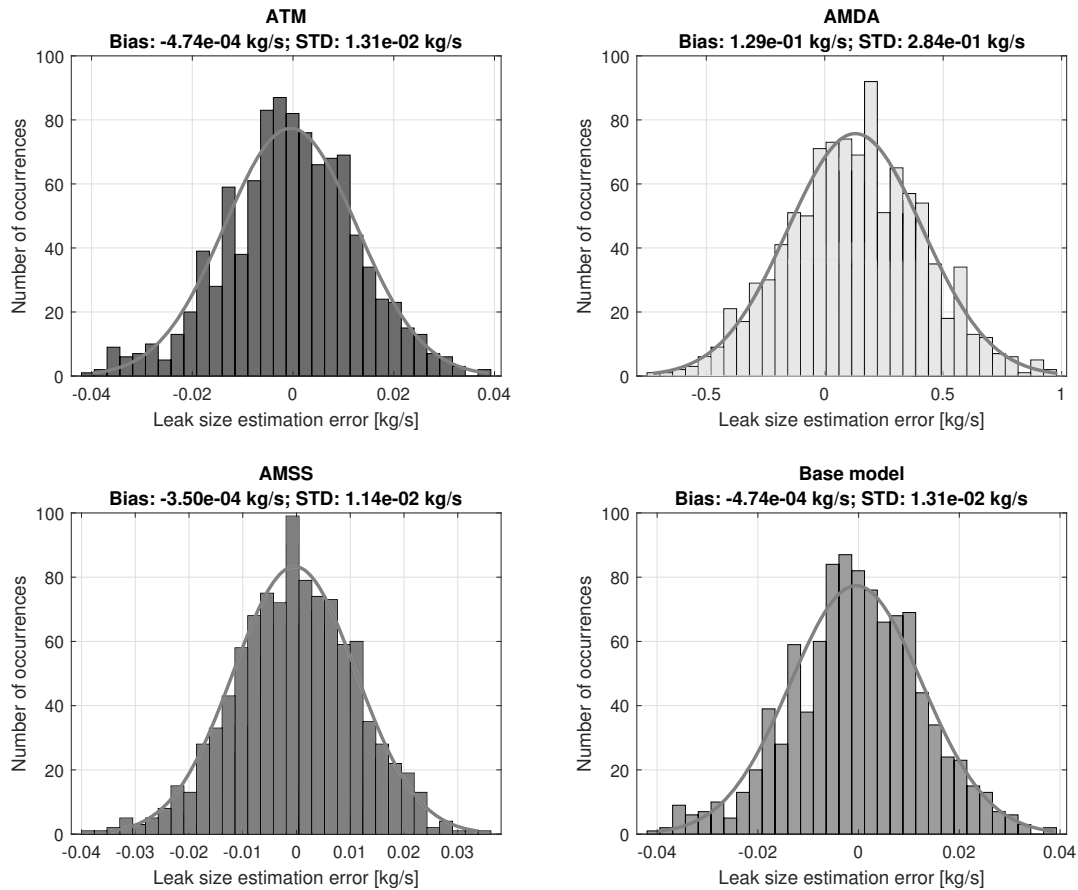 ATM
Bias: -4.74e-04 kg/s; STD: 1.31e-02 kg/s
100
80
60
40
20
0
Number of occurrences
-0.04
-0.02
0
0.02
0.04
Leak size estimation error [kg/s]
AMDA
Bias: 1.29e-01 kg/s; STD: 2.84e-01 kg/s
100
80
60
40
20
0
Number of occurrences
-0.5
0
0.5
1
Leak size estimation error [kg/s]
AMSS
Bias: -3.50e-04 kg/s; STD: 1.14e-02 kg/s
100
80
60
40
20
0
Number of occurrences
-0.04
-0.03
-0.02
-0.01
0
0.01
0.02
0.03
Leak size estimation error [kg/s]
Base model
Bias: -4.74e-04 kg/s; STD: 1.31e-02 kg/s
100
80
60
40
20
0
Number of occurrences
-0.04
-0.02
0
0.02
0.04
Leak size estimation error [kg/s]